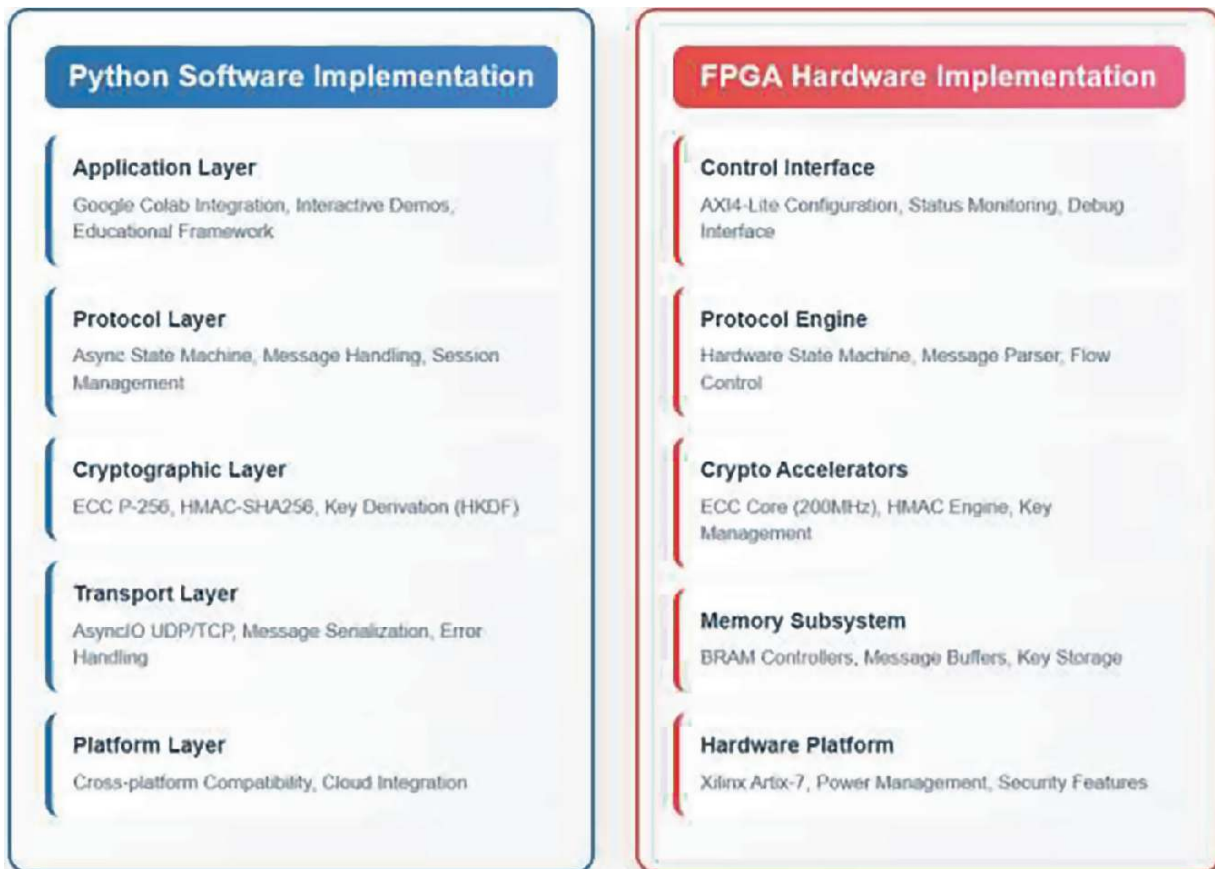 Python Software Implementation
Application Layer
Google Colab Integration, Interactive Demos,
Educational Framework
Protocol Layer
Async State Machine, Message Handling, Session
Management
Cryptographic Layer
ECC P-256, HMAC-SHA256, Key Derivation (HKDF)
Transport Layer
AsyncIO UDP/TCP, Message Serialization, Error
Handling
Platform Layer
Cross-platform Compatibility, Cloud Integration
FPGA Hardware Implementation
Control Interface
AXI4-Lite Configuration, Status Monitoring, Debug
Interface
Protocol Engine
Hardware State Machine, Message Parser, Flow
Control
Crypto Accelerators
ECC Core (200MHz), HMAC Engine, Key
Management
Memory Subsystem
BRAM Controllers, Message Buffers, Key Storage
Hardware Platform
Xilinx Artix-7, Power Management, Security Features